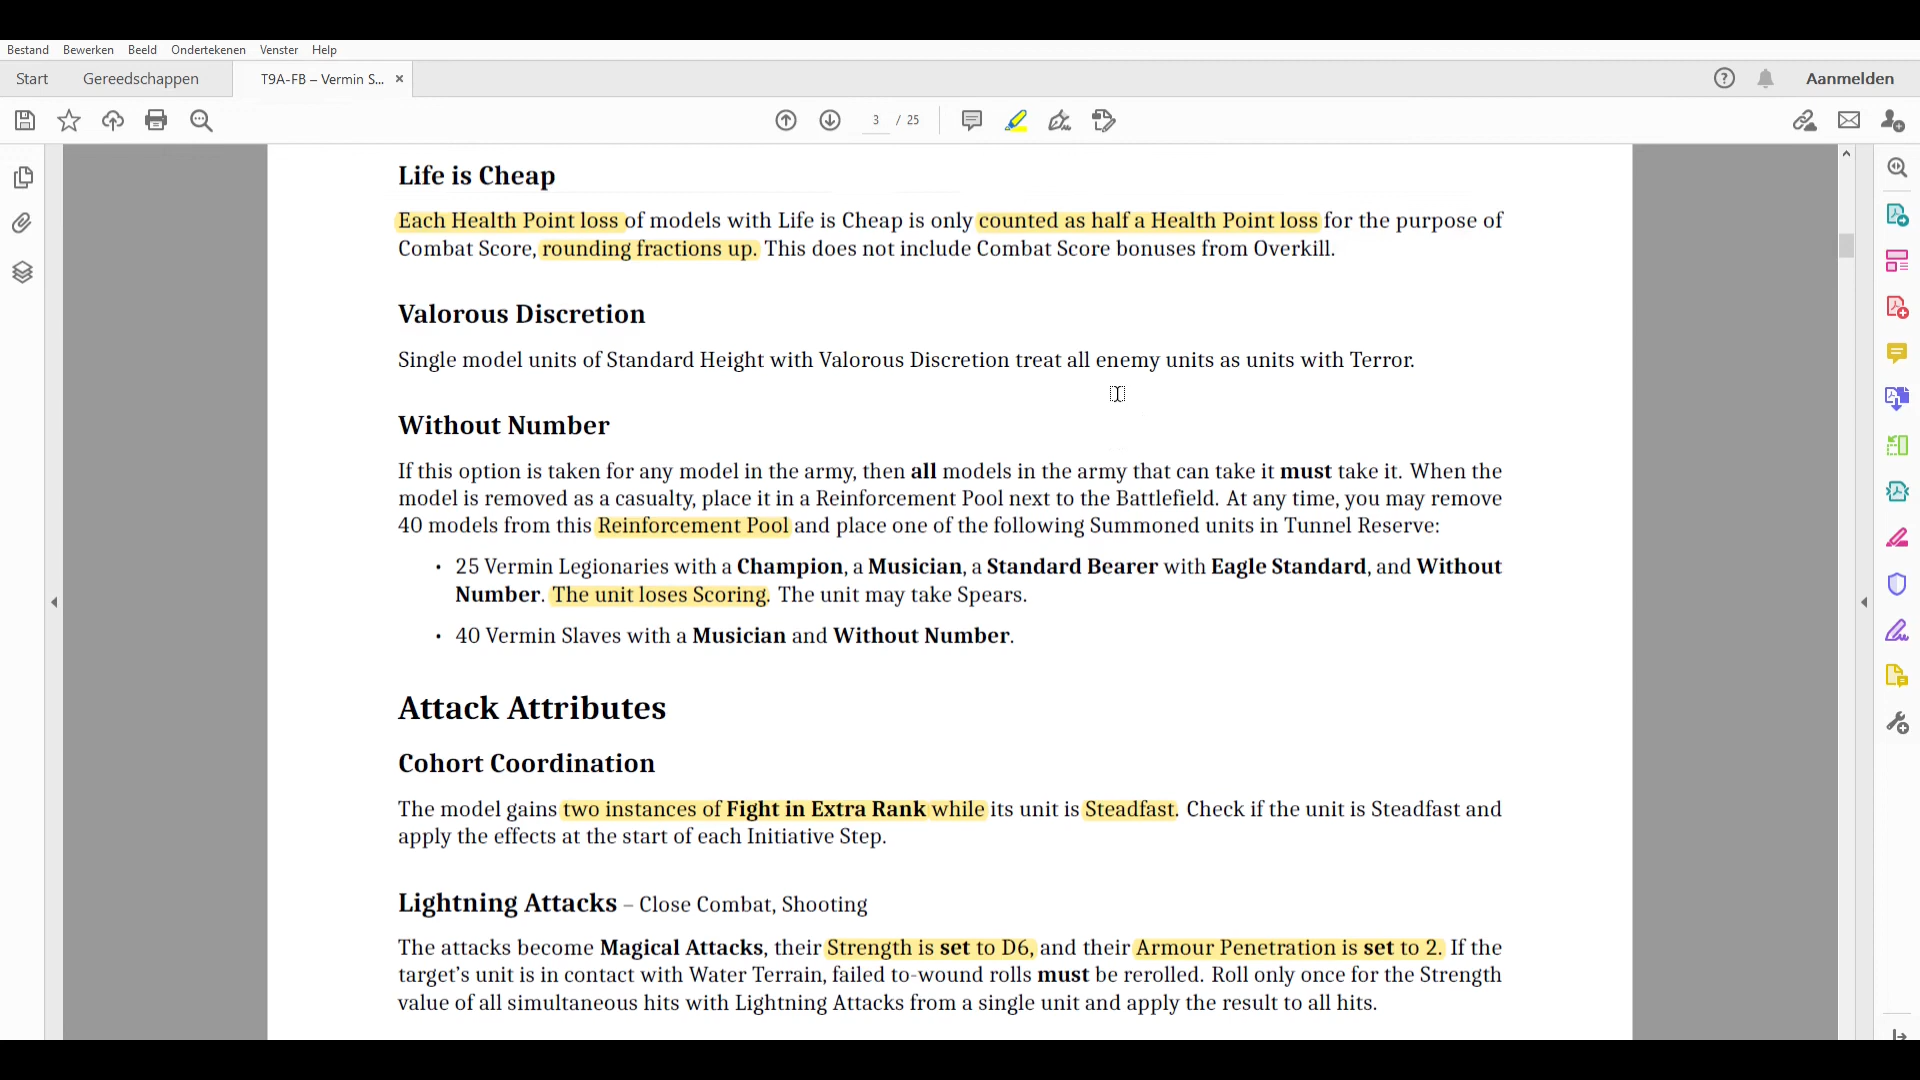 Bestand Bewerken Beeld Ondertekenen Venster Help
Start Gereedschappen T9A-FB – Vermin S... × Aanmelden
3 / 25
Life is Cheap
Each Health Point loss of models with Life is Cheap is only counted as half a Health Point loss for the purpose of
Combat Score, rounding fractions up. This does not include Combat Score bonuses from Overkill.
Valorous Discretion
Single model units of Standard Height with Valorous Discretion treat all enemy units as units with Terror.
Without Number
If this option is taken for any model in the army, then all models in the army that can take it must take it. When the
model is removed as a casualty, place it in a Reinforcement Pool next to the Battlefield. At any time, you may remove
40 models from this Reinforcement Pool and place one of the following Summoned units in Tunnel Reserve:
• 25 Vermin Legionaries with a Champion, a Musician, a Standard Bearer with Eagle Standard, and Without
Number. The unit loses Scoring. The unit may take Spears.
• 40 Vermin Slaves with a Musician and Without Number.
Attack Attributes
Cohort Coordination
The model gains two instances of Fight in Extra Rank while its unit is Steadfast. Check if the unit is Steadfast and
apply the effects at the start of each Initiative Step.
Lightning Attacks – Close Combat, Shooting
The attacks become Magical Attacks, their Strength is set to D6, and their Armour Penetration is set to 2. If the
target's unit is in contact with Water Terrain, failed to-wound rolls must be rerolled. Roll only once for the Strength
value of all simultaneous hits with Lightning Attacks from a single unit and apply the result to all hits.